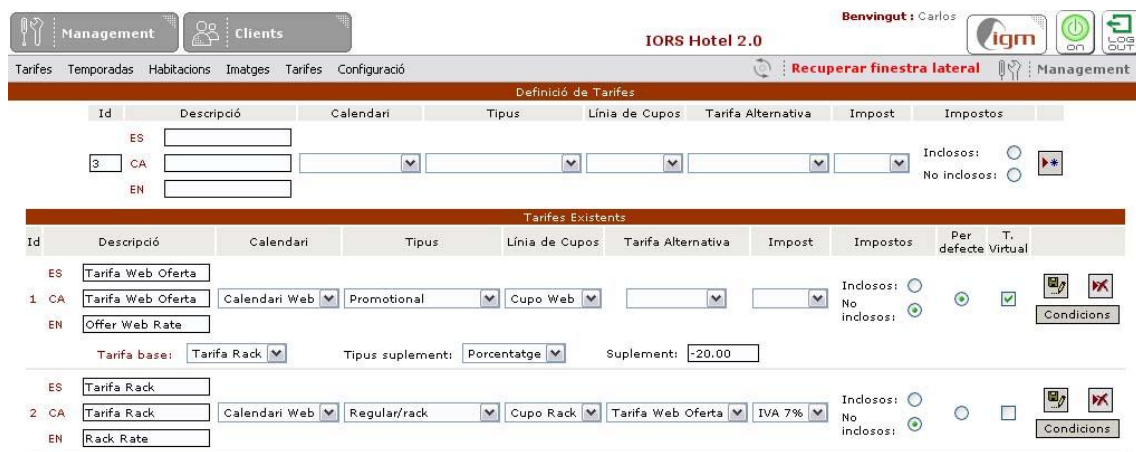 Benvingut : Carlos
Management Clients IORS Hotel 2.0 igm on LOG OUT
Tarifes Temporadas Habitacions Imatges Tarifes Configuració Recuperar finestra lateral Management
Definició de Tarifes
Id Descripció Calendari Tipus Línia de Cupos Tarifa Alternativa Impost Impostos
ES
3 CA Inclosos:
No inclosos:
EN
Tarifes Existents
Id Descripció Calendari Tipus Línia de Cupos Tarifa Alternativa Impost Impostos Per defecte T. Virtual
ES Tarifa Web Oferta
1 CA Tarifa Web Oferta Calendari Web Promotional Cupo Web Inclosos:
No inclosos:
EN Offer Web Rate Condicions
Tarifa base: Tarifa Rack Tipus suplement: Porcentatge Suplement: -20.00
ES Tarifa Rack
2 CA Tarifa Rack Calendari Web Regular/rack Cupo Rack Tarifa Web Oferta IVA 7% Inclosos:
No inclosos:
EN Rack Rate Condicions